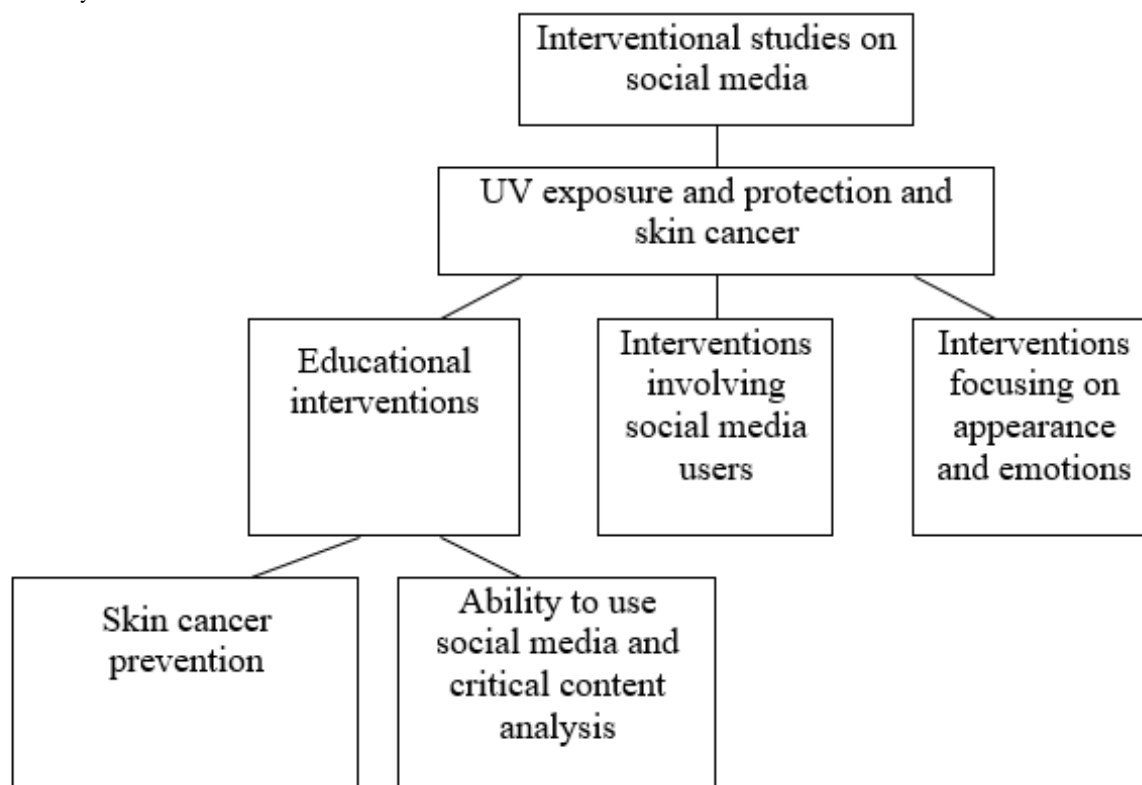 Interventional studies on
social media
UV exposure and protection and
skin cancer
Educational
interventions
Interventions
involving
social media
users
Interventions
focusing on
appearance
and emotions
Skin cancer
prevention
Ability to use
social media and
critical content
analysis